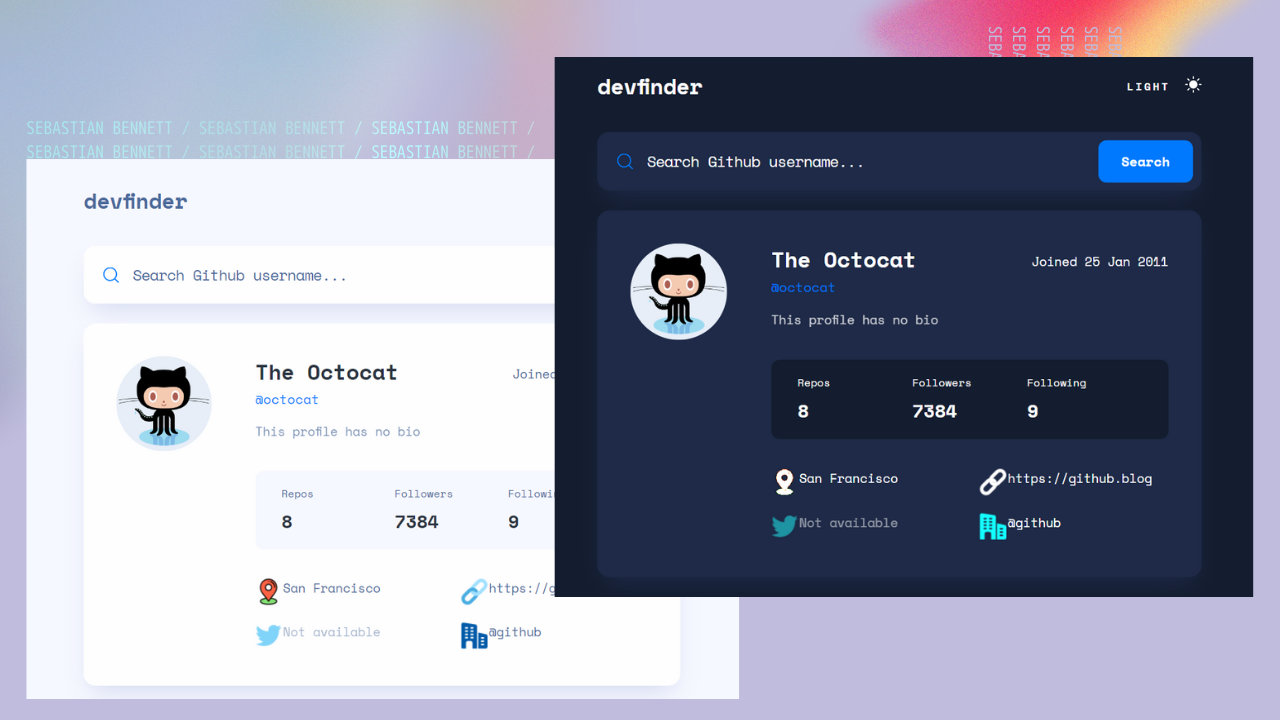 SEBASTIAN BENNETT / SEBASTIAN BENNETT / SEBASTIAN BENNETT /
SEBASTIAN BENNETT / SEBASTIAN BENNETT / SEBASTIAN BENNETT /
devfinder
Search Github username...
The Octocat
Joined
@octocat
This profile has no bio
Repos Followers
8 7384 9
San Francisco
Not available @github
SEBA SEBA SEBA SEBA SEBA SEBA
devfinder LIGHT
Search Github username... Search
The Octocat Joined 25 Jan 2011
@octocat
This profile has no bio
Repos Followers Following
8 7384 9
San Francisco https://github.blog
Not available @github